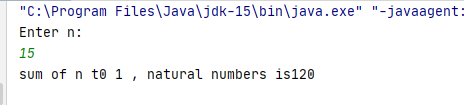 "C:\Program Files\Java\jdk-15\bin\java.exe" "-javaagent:
Enter n:
15
sum of n t0 1 , natural numbers is120